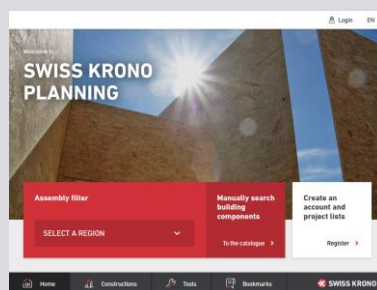 Login EN
Welcome to
SWISS KRONO
PLANNING
Assembly filter
SELECT A REGION
Manually search
building
components
To the catalogue >
Create an
account and
project lists
Register >
Home Constructions Tools Bookmarks SWISS KRONO